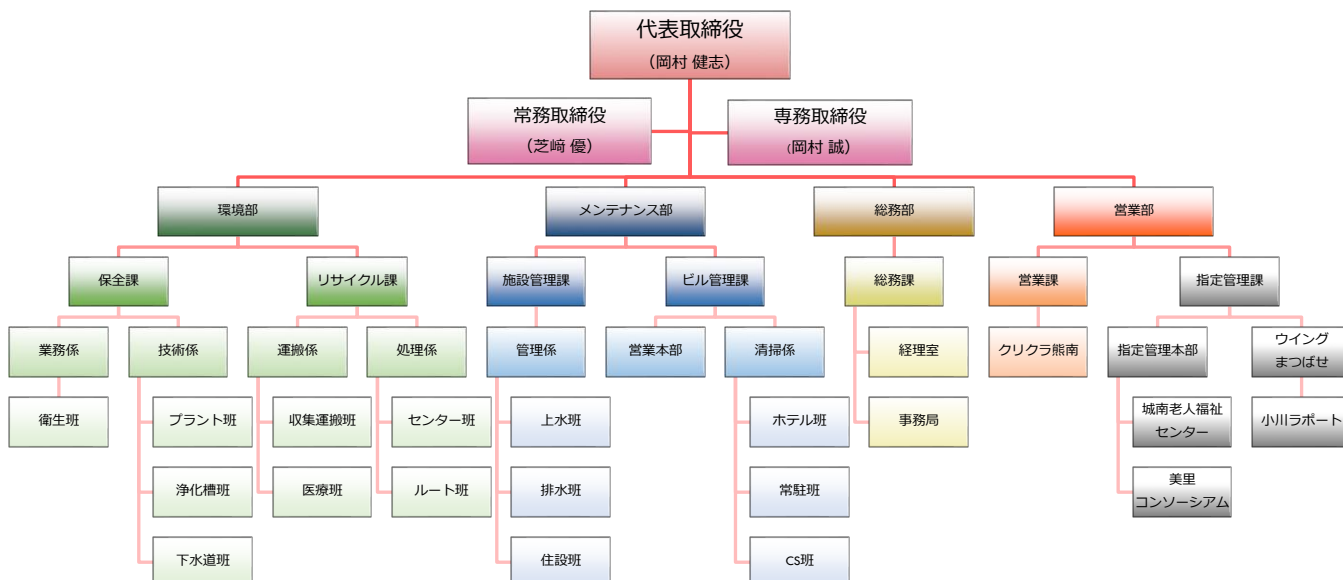 代表取締役
（岡村 健志）
常務取締役
（芝﨑 優）
専務取締役
（岡村 誠）
環境部
メンテナンス部
総務部
営業部
保全課
リサイクル課
施設管理課
ビル管理課
総務課
営業課
指定管理課
業務係
技術係
運搬係
処理係
管理係
営業本部
清掃係
経理室
クリクラ熊南
指定管理本部
ウイング
まつばせ
衛生班
プラント班
収集運搬班
センター班
上水班
ホテル班
事務局
城南老人福祉
センター
小川ラポート
浄化槽班
医療班
ルート班
排水班
常駐班
美里
コンソーシアム
下水道班
住設班
CS班